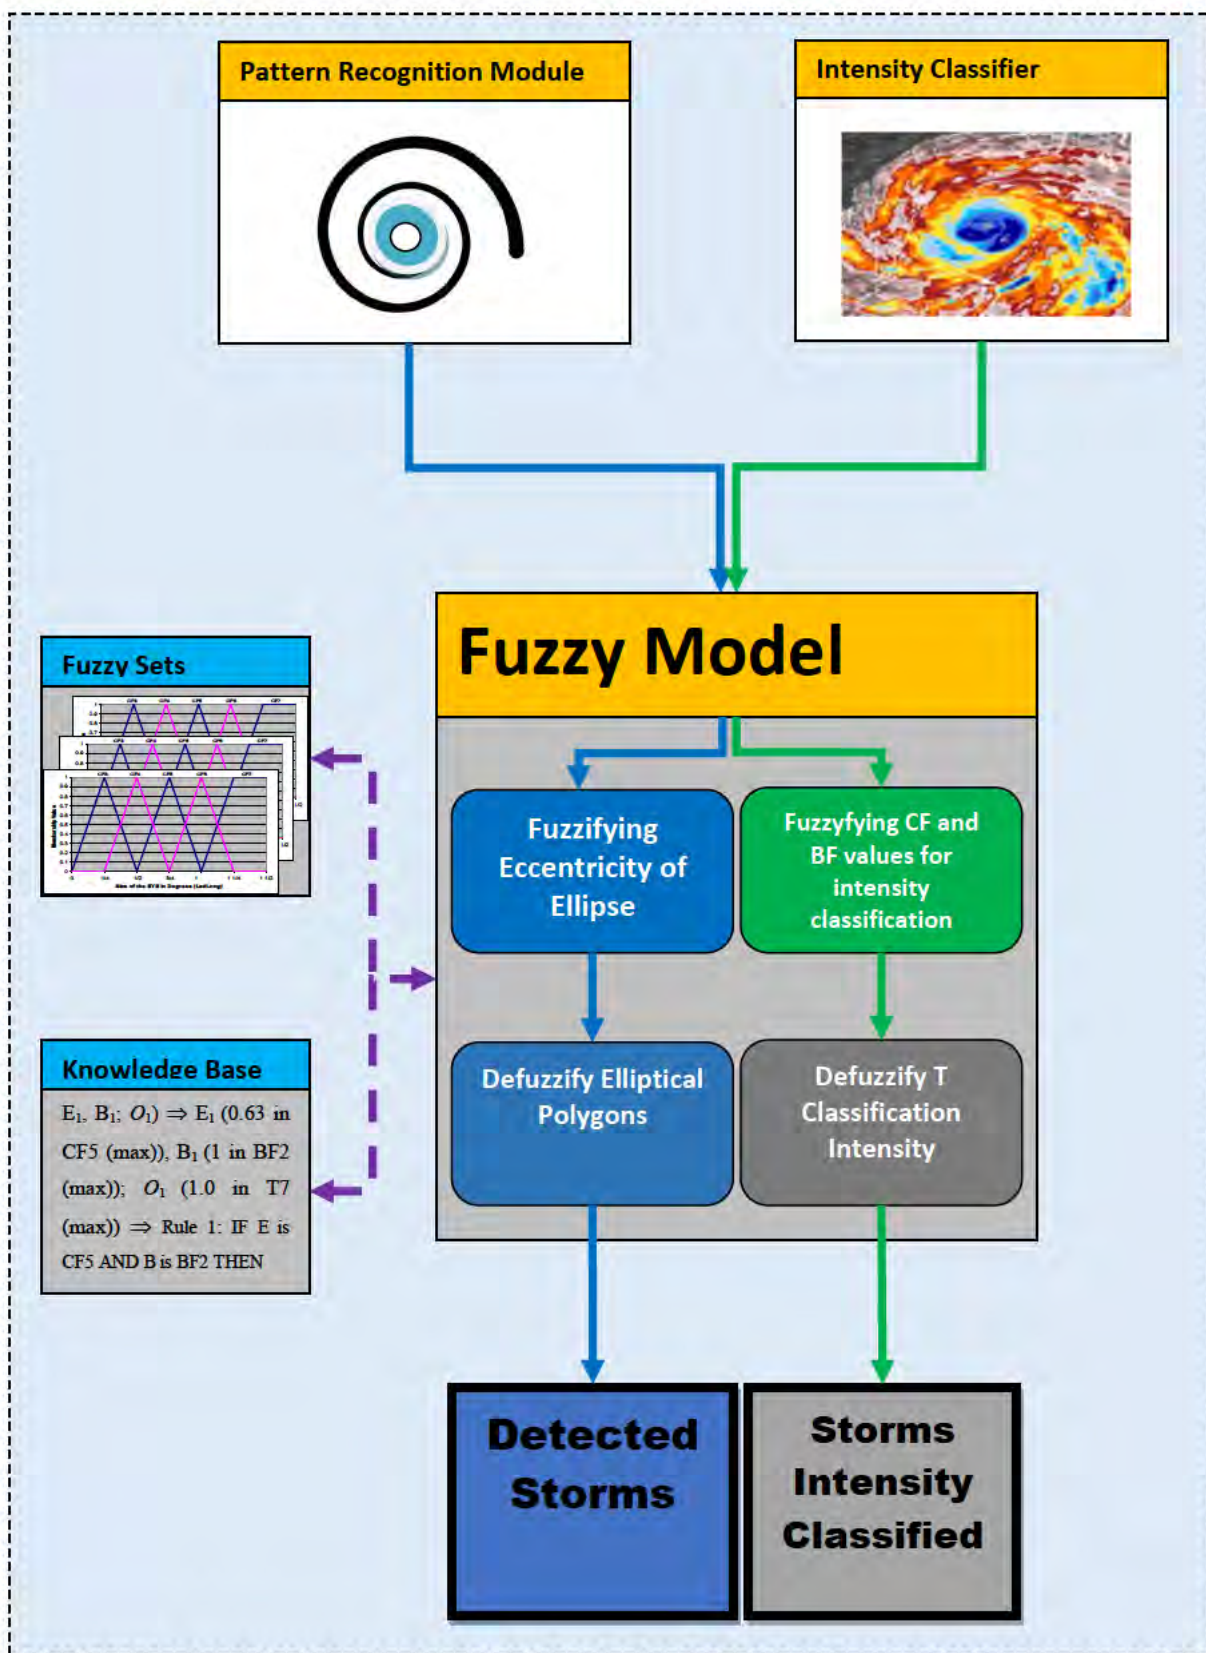 Pattern Recognition Module
Intensity Classifier
Fuzzy Model
Fuzzy Sets
Fuzzifying
Eccentricity of
Ellipse
Fuzzyfying CF and
BF values for
intensity
classification
Defuzzify Elliptical
Polygons
Defuzzify T
Classification
Intensity
Knowledge Base
E₁, B₁; O₁) ⇒ E₁ (0.63 in
CF5 (max)), B₁ (1 in BF2
(max)); O₁ (1.0 in T7
(max)) ⇒ Rule 1: IF E is
CF5 AND B is BF2 THEN
Detected
Storms
Storms
Intensity
Classified